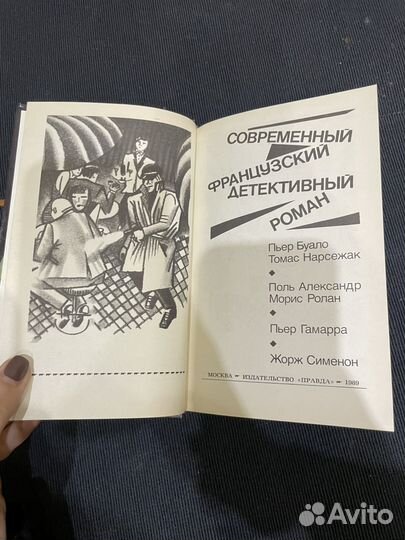 СОВРЕМЕННЫЙ
ФРАНЦУЗСКИЙ
ДЕТЕКТИВНЫЙ
РОМАН
Пьер Буало
Томас Нарсежак
Поль Александр
Морис Ролан
Пьер Гамарра
Жорж Сименон
МОСКВА – ИЗДАТЕЛЬСТВО «ПРАВДА» – 1989
Avito